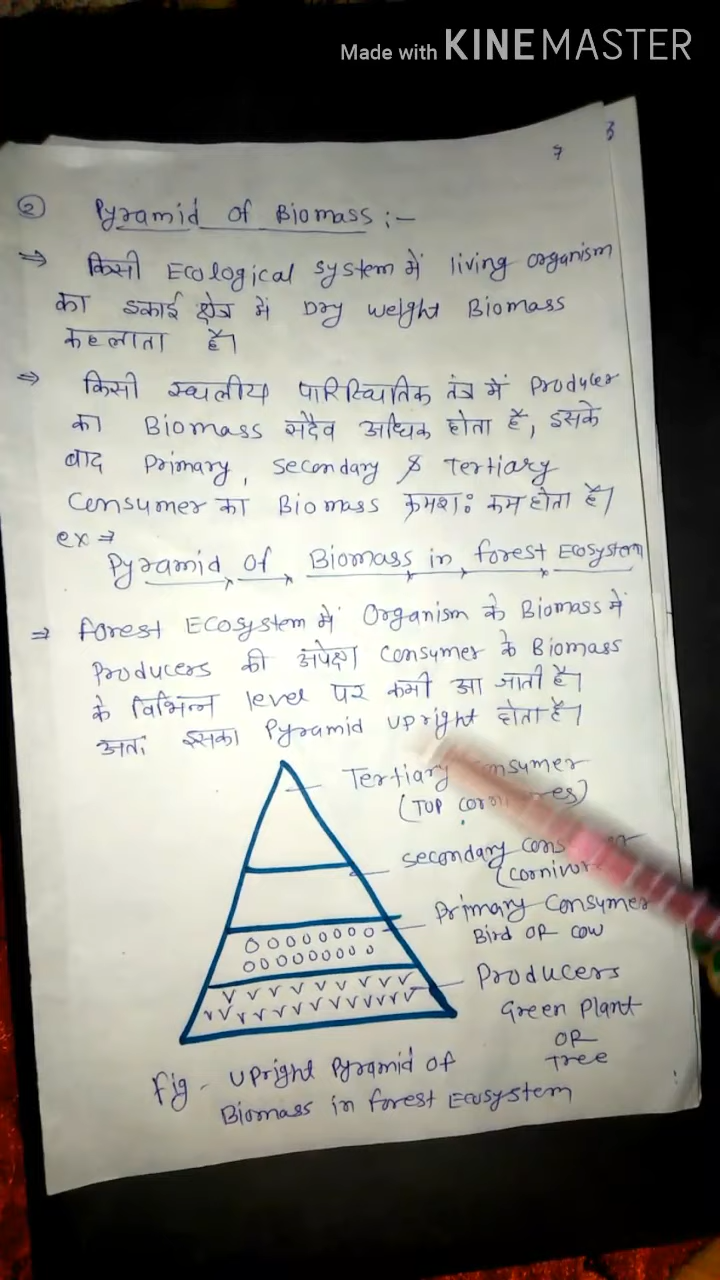 Made with KINEMASTER
7 3
② Pyramid of Biomass :-
⇒ किसी Ecological system में living organism
का इकाई क्षेत्र में Dry weight Biomass
कहलाता है।
⇒ किसी स्थलीय पारिस्थितिक तंत्र में Producer
का Biomass सदैव अधिक होता है, इसके
बाद Primary, secondary & Tertiary
Consumer का Biomass क्रमशः कम होता है।
ex ⇒
Pyramid of Biomass in forest Ecosystem
⇒ Forest Ecosystem में Organism के Biomass में
Producers की अपेक्षा Consumer के Biomass
के विभिन्न level पर कमी आ जाती है।
अतः इसका Pyramid upright होता है।
Tertiary
(TOP
secondary
Primary Consumer
Bird OR cow
Producers
Green Plant
OR
Tree
Fig - Upright Pyramid of
Biomass in forest Ecosystem